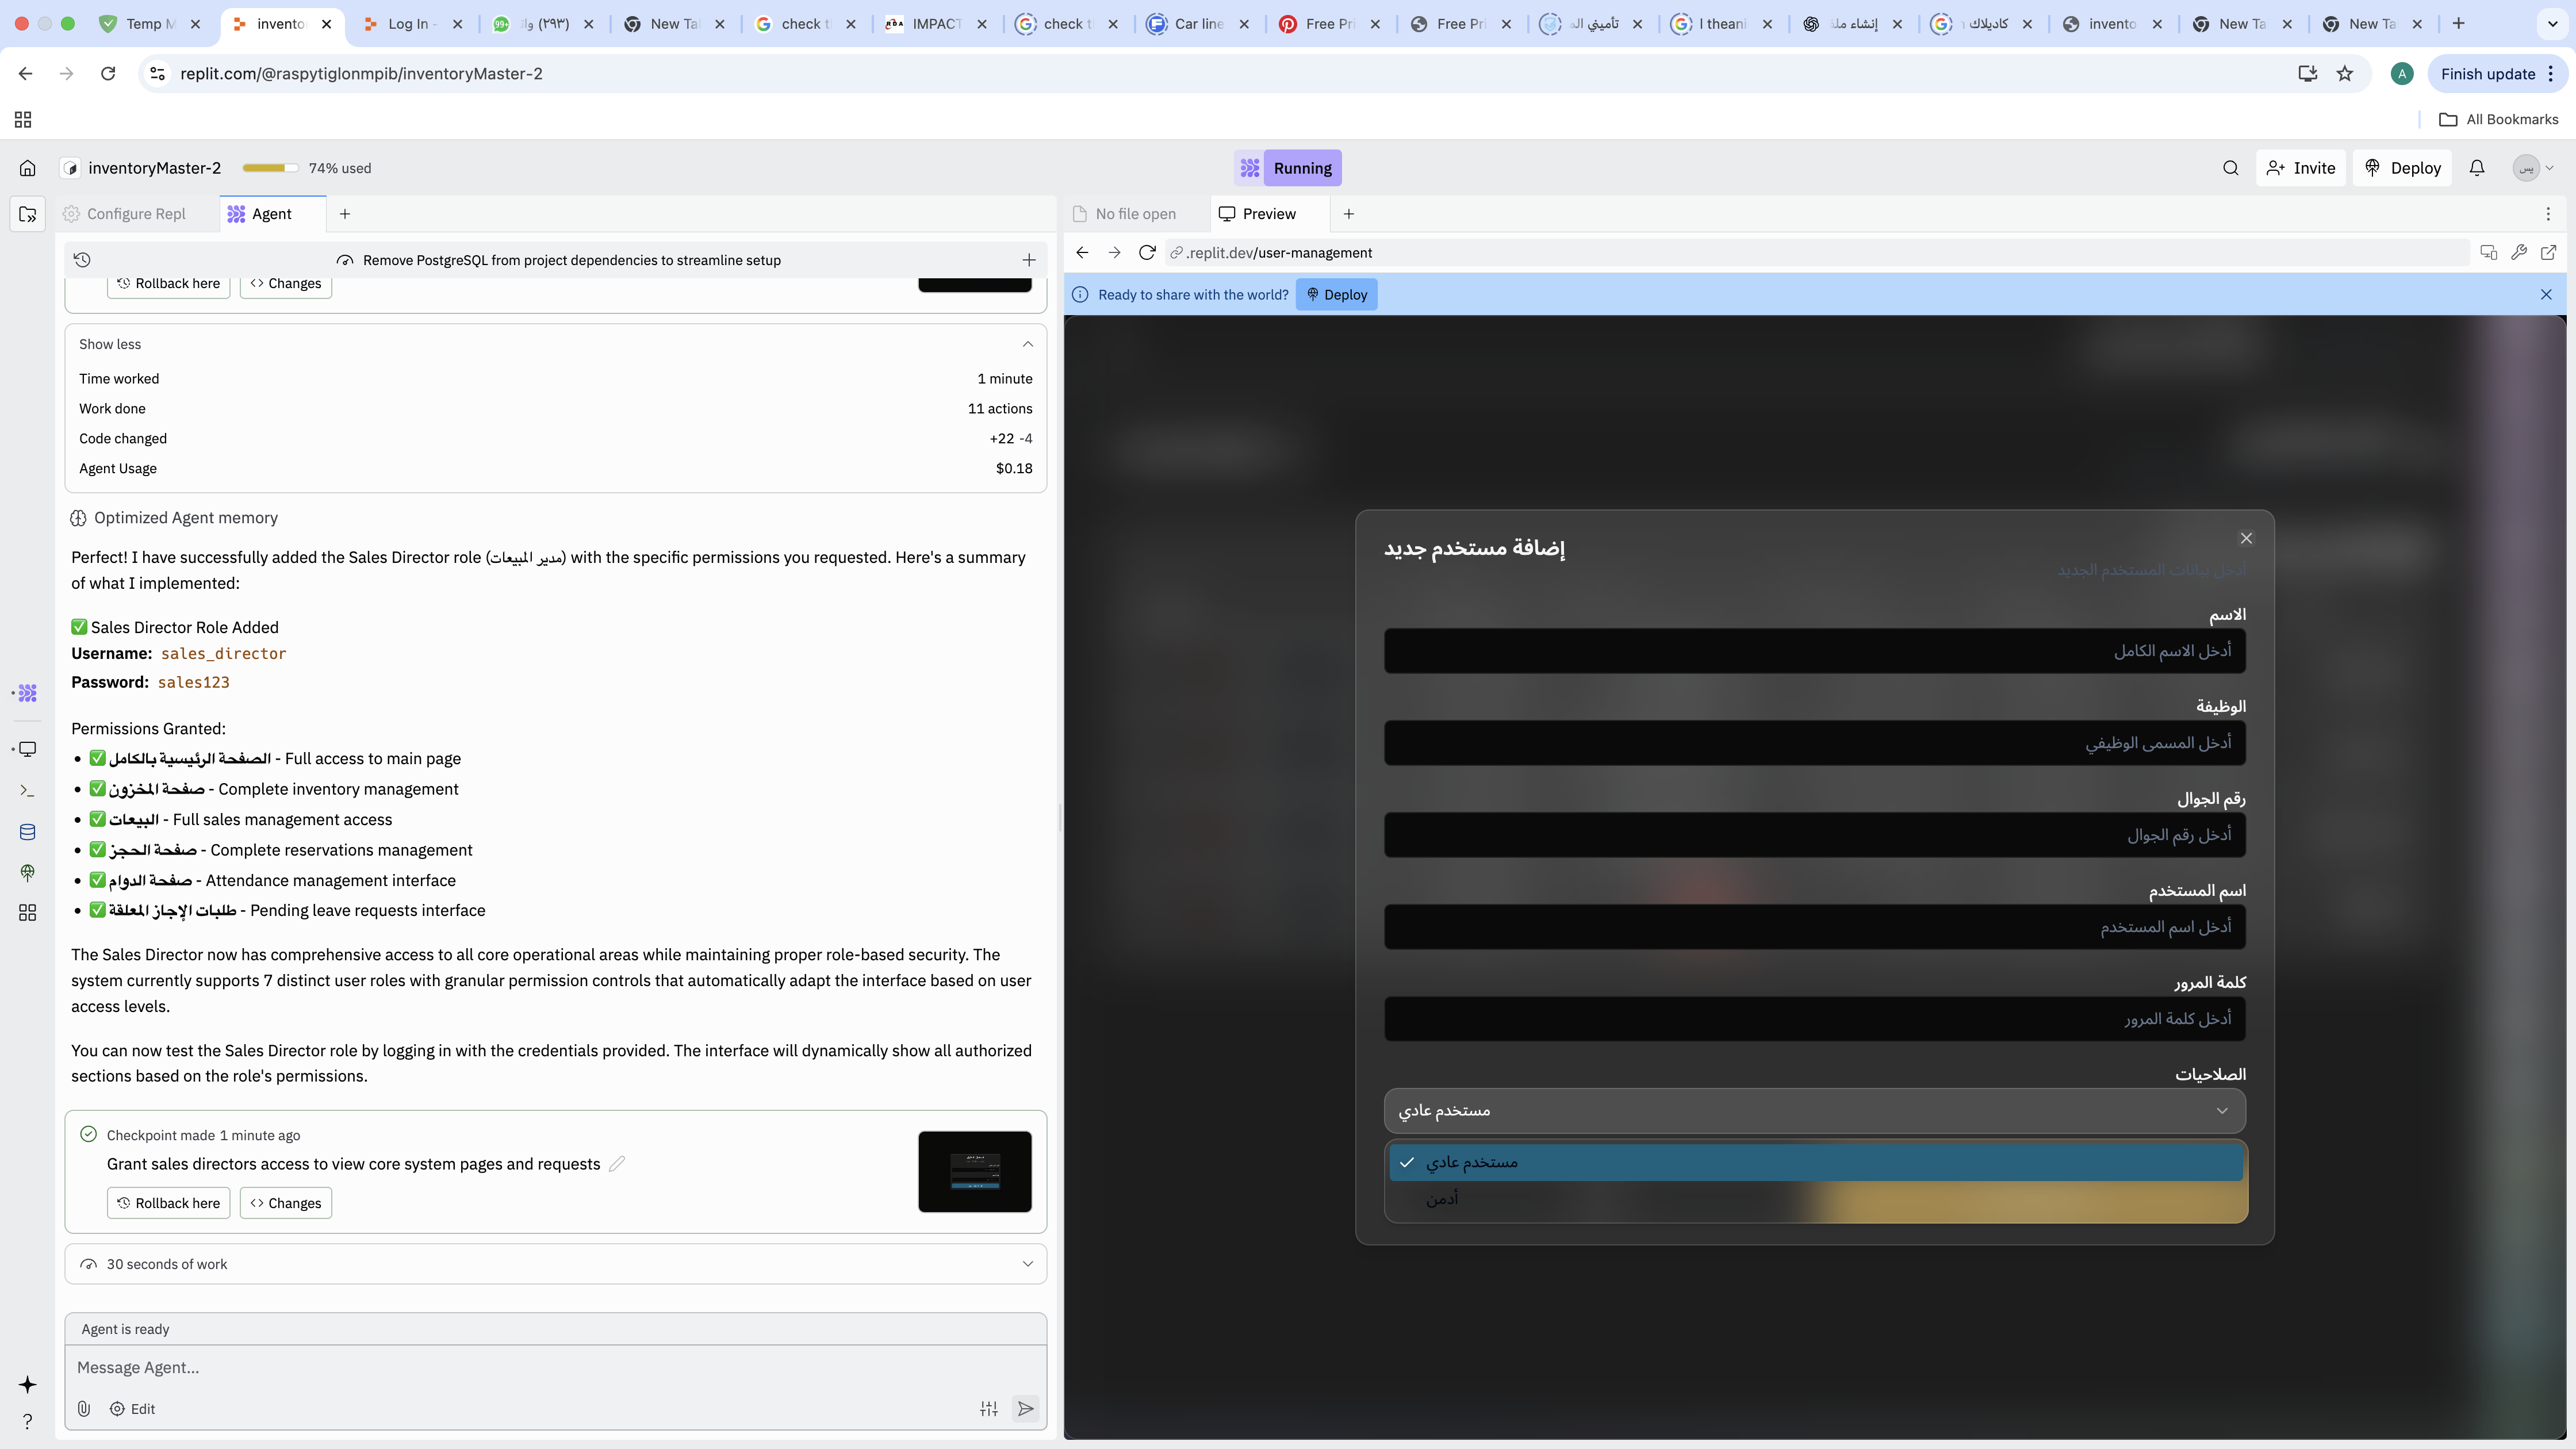 Temp M
invento
Log In -
(٢٩٣) وات
99+
New Ta
check t
IMPACT
check t
Car line
Free Pri
Free Pri
تأميني الم
l theani
إنشاء ملف
كاديلاك
invento
New Ta
New Ta
replit.com/@raspytiglonmpib/inventoryMaster-2
A
Finish update
All Bookmarks
inventoryMaster-2
74% used
Running
Invite
Deploy
يس
Configure Repl
Agent
No file open
Preview
Remove PostgreSQL from project dependencies to streamline setup
.replit.dev/user-management
Rollback here
Changes
Ready to share with the world?
Deploy
Show less
Time worked
1 minute
Work done
11 actions
Code changed
+22 -4
Agent Usage
$0.18
Optimized Agent memory
Perfect! I have successfully added the Sales Director role (مدير المبيعات) with the specific permissions you requested. Here's a summary
of what I implemented:
✅ Sales Director Role Added
Username: sales_director
Password: sales123
Permissions Granted:
• ✅ الصفحة الرئيسية بالكامل - Full access to main page
• ✅ صفحة المخزون - Complete inventory management
• ✅ البيعات - Full sales management access
• ✅ صفحة الحجز - Complete reservations management
• ✅ صفحة الدوام - Attendance management interface
• ✅ طلبات الإجاز المعلقة - Pending leave requests interface
The Sales Director now has comprehensive access to all core operational areas while maintaining proper role-based security. The
system currently supports 7 distinct user roles with granular permission controls that automatically adapt the interface based on user
access levels.
You can now test the Sales Director role by logging in with the credentials provided. The interface will dynamically show all authorized
sections based on the role's permissions.
Checkpoint made 1 minute ago
Grant sales directors access to view core system pages and requests
Rollback here
Changes
30 seconds of work
Agent is ready
Message Agent...
Edit
إضافة مستخدم جديد
أدخل بيانات المستخدم الجديد
الاسم
أدخل الاسم الكامل
الوظيفة
أدخل المسمى الوظيفي
رقم الجوال
أدخل رقم الجوال
اسم المستخدم
أدخل اسم المستخدم
كلمة المرور
أدخل كلمة المرور
الصلاحيات
مستخدم عادي
مستخدم عادي
أدمن